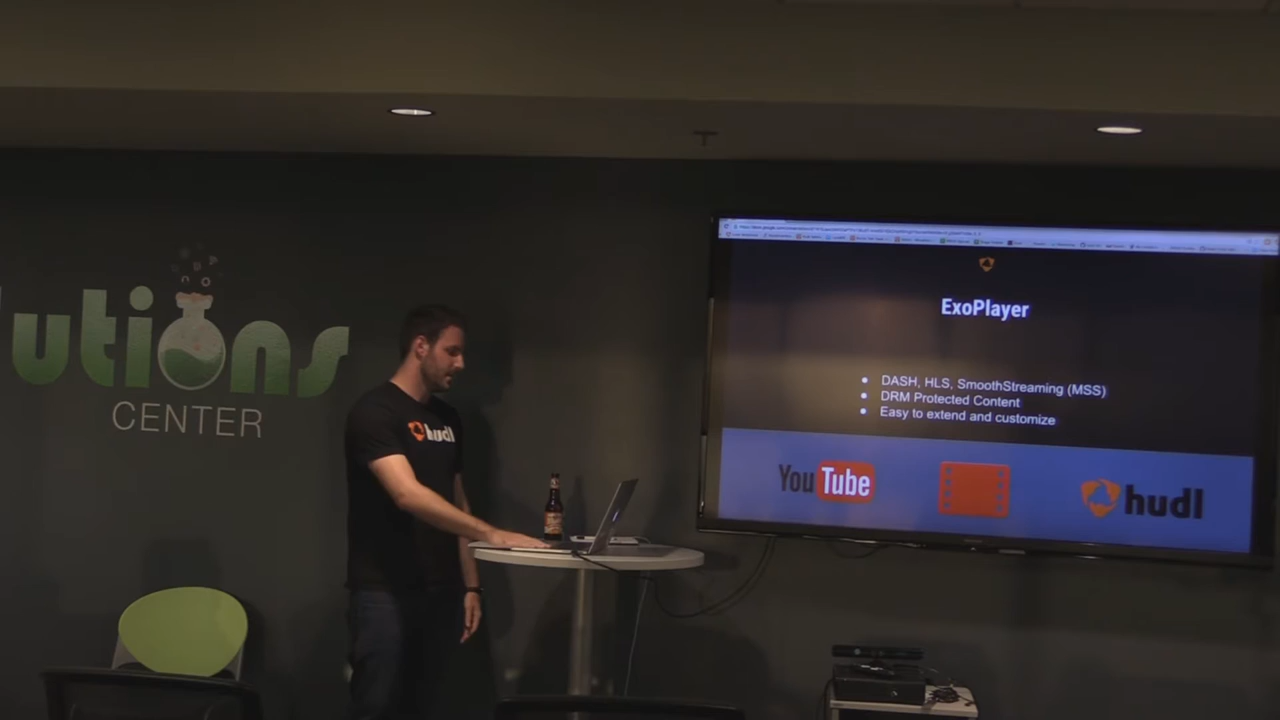 utions
CENTER
hudl
ExoPlayer
DASH, HLS, SmoothStreaming (MSS)
DRM Protected Content
Easy to extend and customize
YouTube
hudl